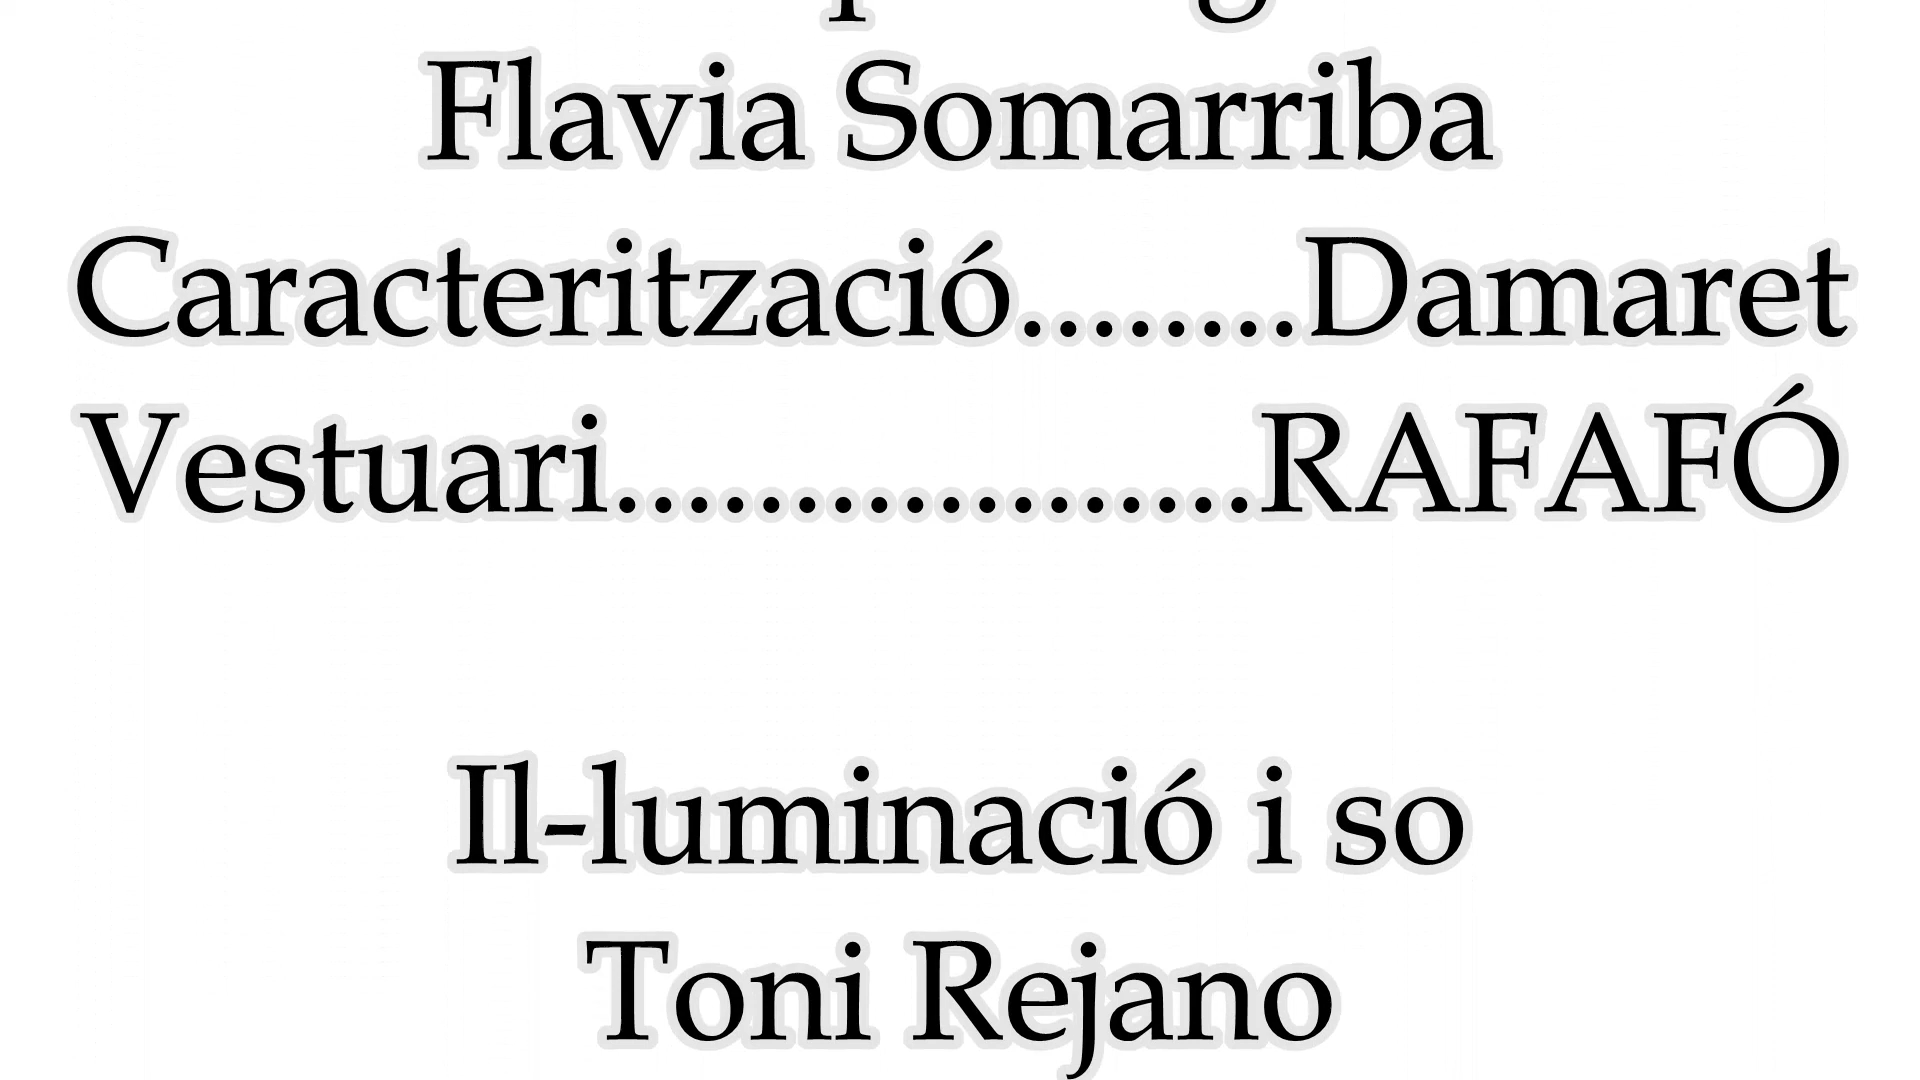 Flavia Somarriba
Caracterització........Damaret
Vestuari..................RAFAFÓ
Il-luminació i so
Toni Rejano